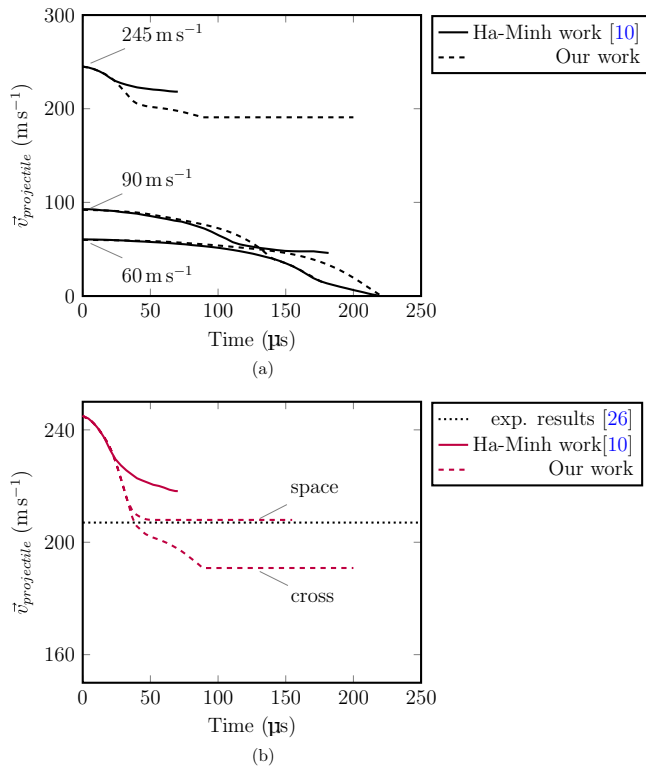 300
200
100
0
0
50
100
150
200
250
245 m s⁻¹
90 m s⁻¹
60 m s⁻¹
v⃗projectile (m s⁻¹)
Time (µs)
(a)
Ha-Minh work [10]
Our work
240
200
160
0
50
100
150
200
250
space
cross
v⃗projectile (m s⁻¹)
Time (µs)
(b)
exp. results [26]
Ha-Minh work[10]
Our work